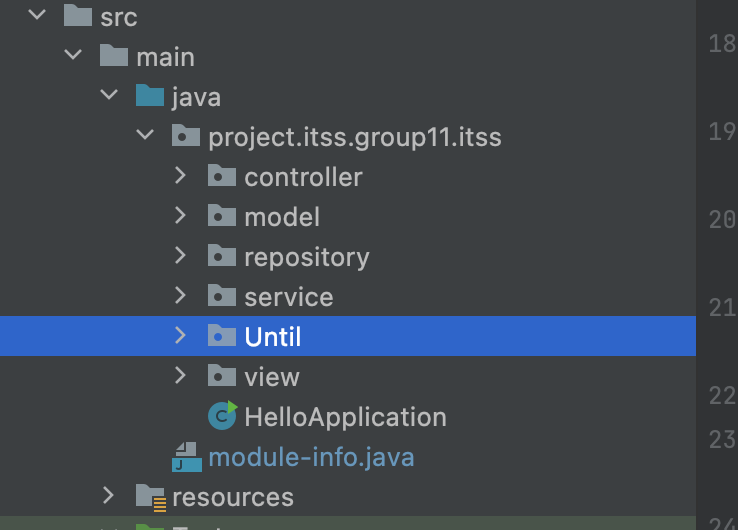 src
main
java
project.itss.group11.itss
controller
model
repository
service
Until
view
HelloApplication
module-info.java
resources
18
19
20
21
22
23
24